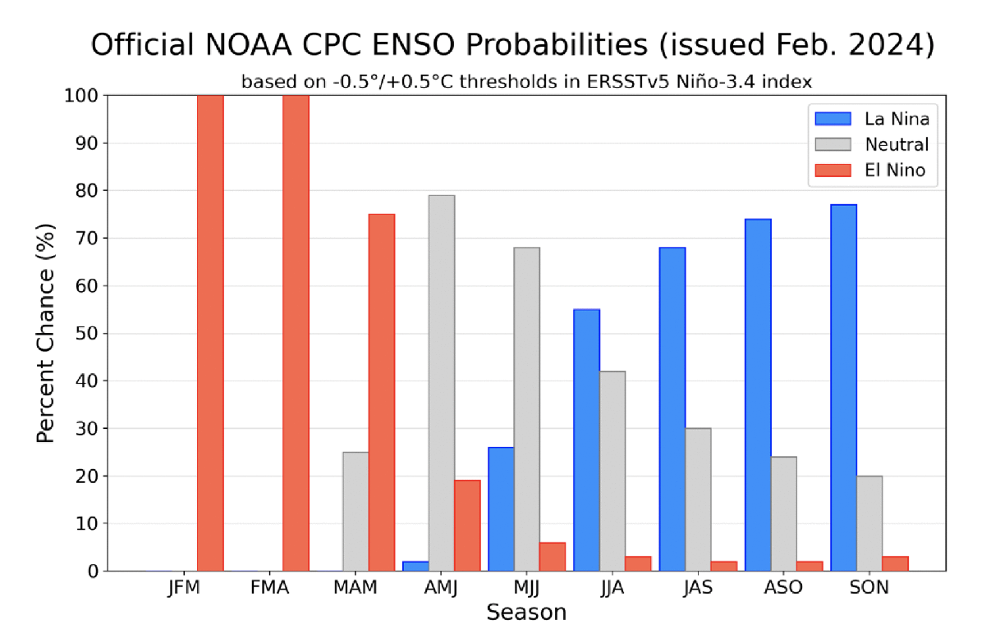 Official NOAA CPC ENSO Probabilities (issued Feb. 2024)
based on -0.5°/+0.5°C thresholds in ERSSTv5 Niño-3.4 index
La Nina
Neutral
El Nino
Percent Chance (%)
100
90
80
70
60
50
40
30
20
10
0
JFM FMA MAM AMJ MJJ JJA JAS ASO SON
Season